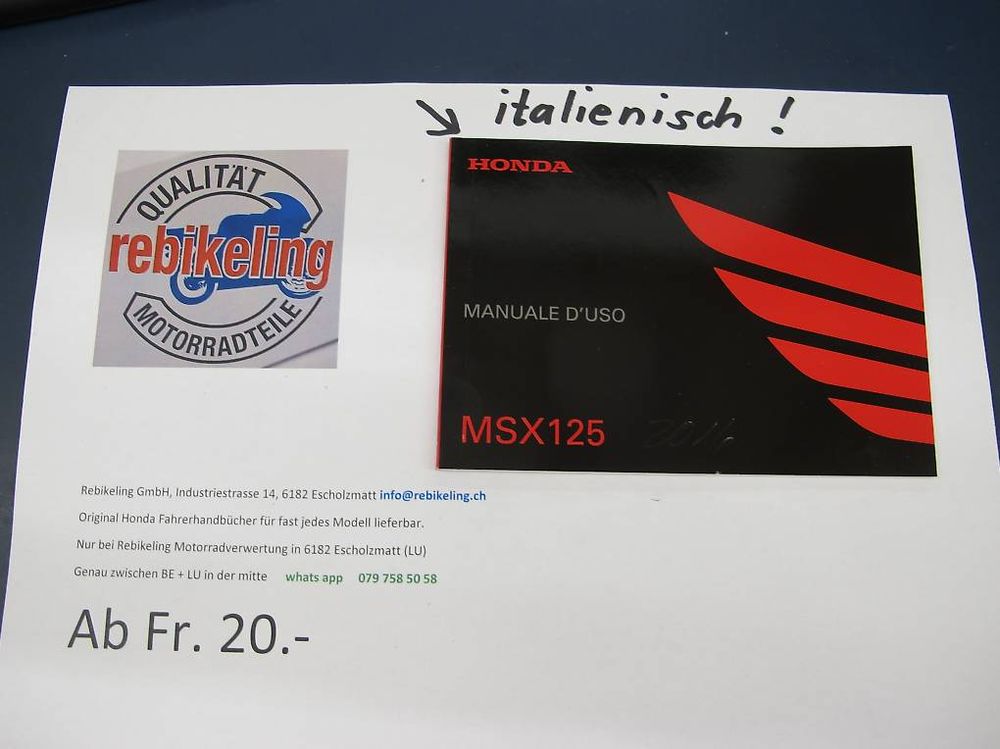 italienisch !
QUALITÄT
rebikeling
MOTORRADTEILE
HONDA
MANUALE D'USO
MSX125
Rebikeling GmbH, Industriestrasse 14, 6182 Escholzmatt info@rebikeling.ch
Original Honda Fahrerhandbücher für fast jedes Modell lieferbar.
Nur bei Rebikeling Motorradverwertung in 6182 Escholzmatt (LU)
Genau zwischen BE + LU in der mitte whats app 079 758 50 58
Ab Fr. 20.-